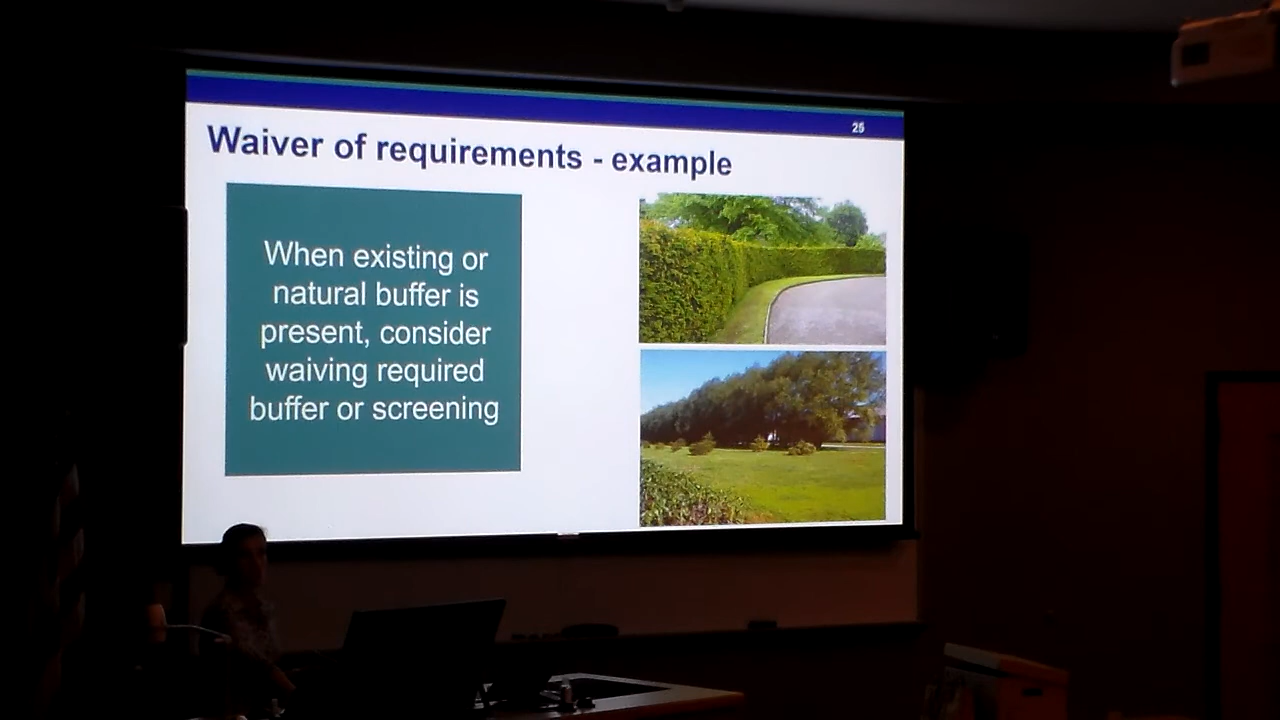 25
Waiver of requirements - example
When existing or
natural buffer is
present, consider
waiving required
buffer or screening